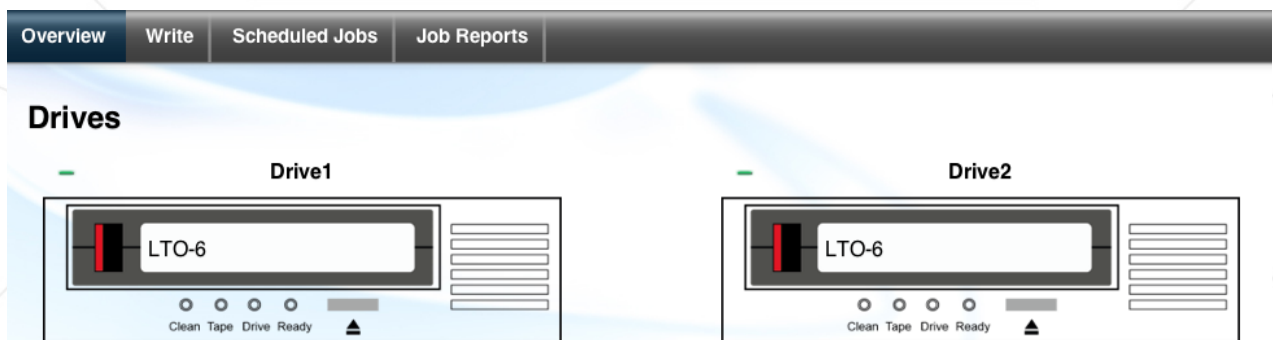 Overview Write Scheduled Jobs Job Reports
Drives
Drive1 Drive2
LTO-6 LTO-6
Clean Tape Drive Ready Clean Tape Drive Ready